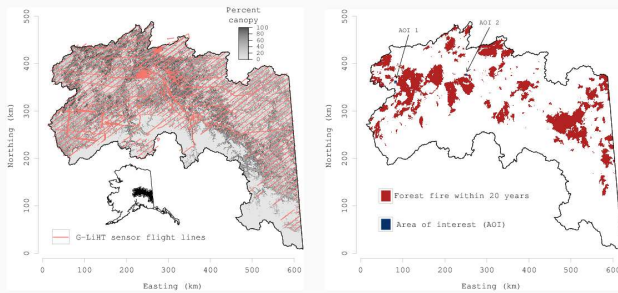 Percent
canopy
100
80
60
40
20
0
Northing (km)
500
400
300
200
100
0
G-LiHT sensor flight lines
0 100 200 300 400 500 600
Easting (km)
AOI 1
AOI 2
Northing (km)
500
400
300
200
100
0
Forest fire within 20 years
Area of interest (AOI)
0 100 200 300 400 500 600
Easting (km)